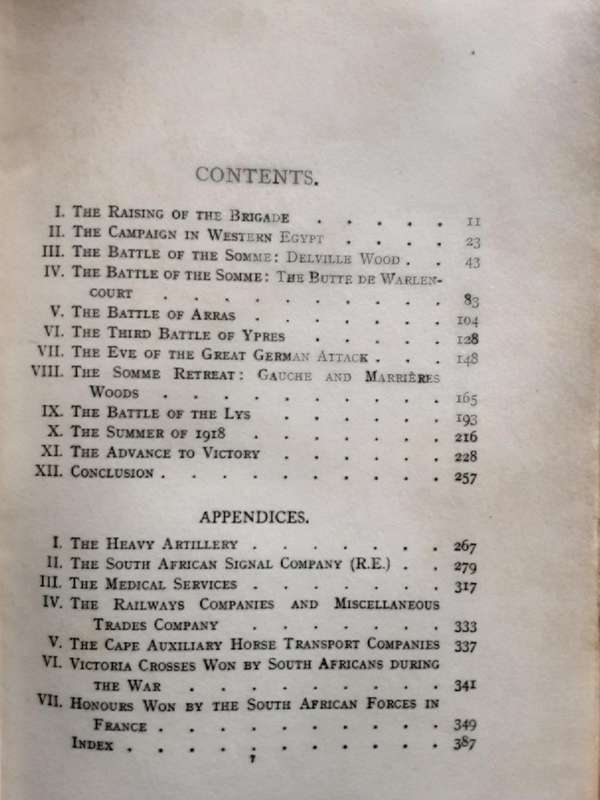 CONTENTS.
I. THE RAISING OF THE BRIGADE . . . . . 11
II. THE CAMPAIGN IN WESTERN EGYPT . . . . 23
III. THE BATTLE OF THE SOMME: DELVILLE WOOD . . 43
IV. THE BATTLE OF THE SOMME: THE BUTTE DE WARLEN-
COURT . . . . . . . . . . 83
V. THE BATTLE OF ARRAS . . . . . . . 104
VI. THE THIRD BATTLE OF YPRES . . . . . 128
VII. THE EVE OF THE GREAT GERMAN ATTACK . . . 148
VIII. THE SOMME RETREAT: GAUCHE AND MARRIÈRES
WOODS . . . . . . . . . . 165
IX. THE BATTLE OF THE LYS . . . . . . 193
X. THE SUMMER OF 1918 . . . . . . . 216
XI. THE ADVANCE TO VICTORY . . . . . . 228
XII. CONCLUSION . . . . . . . . . . 257
APPENDICES.
I. THE HEAVY ARTILLERY . . . . . . . 267
II. THE SOUTH AFRICAN SIGNAL COMPANY (R.E.) . . 279
III. THE MEDICAL SERVICES . . . . . . . 317
IV. THE RAILWAYS COMPANIES AND MISCELLANEOUS
TRADES COMPANY . . . . . . . 333
V. THE CAPE AUXILIARY HORSE TRANSPORT COMPANIES 337
VI. VICTORIA CROSSES WON BY SOUTH AFRICANS DURING
THE WAR . . . . . . . . . 341
VII. HONOURS WON BY THE SOUTH AFRICAN FORCES IN
FRANCE . . . . . . . . . . 349
INDEX . . . . . . . . . . . 387
7